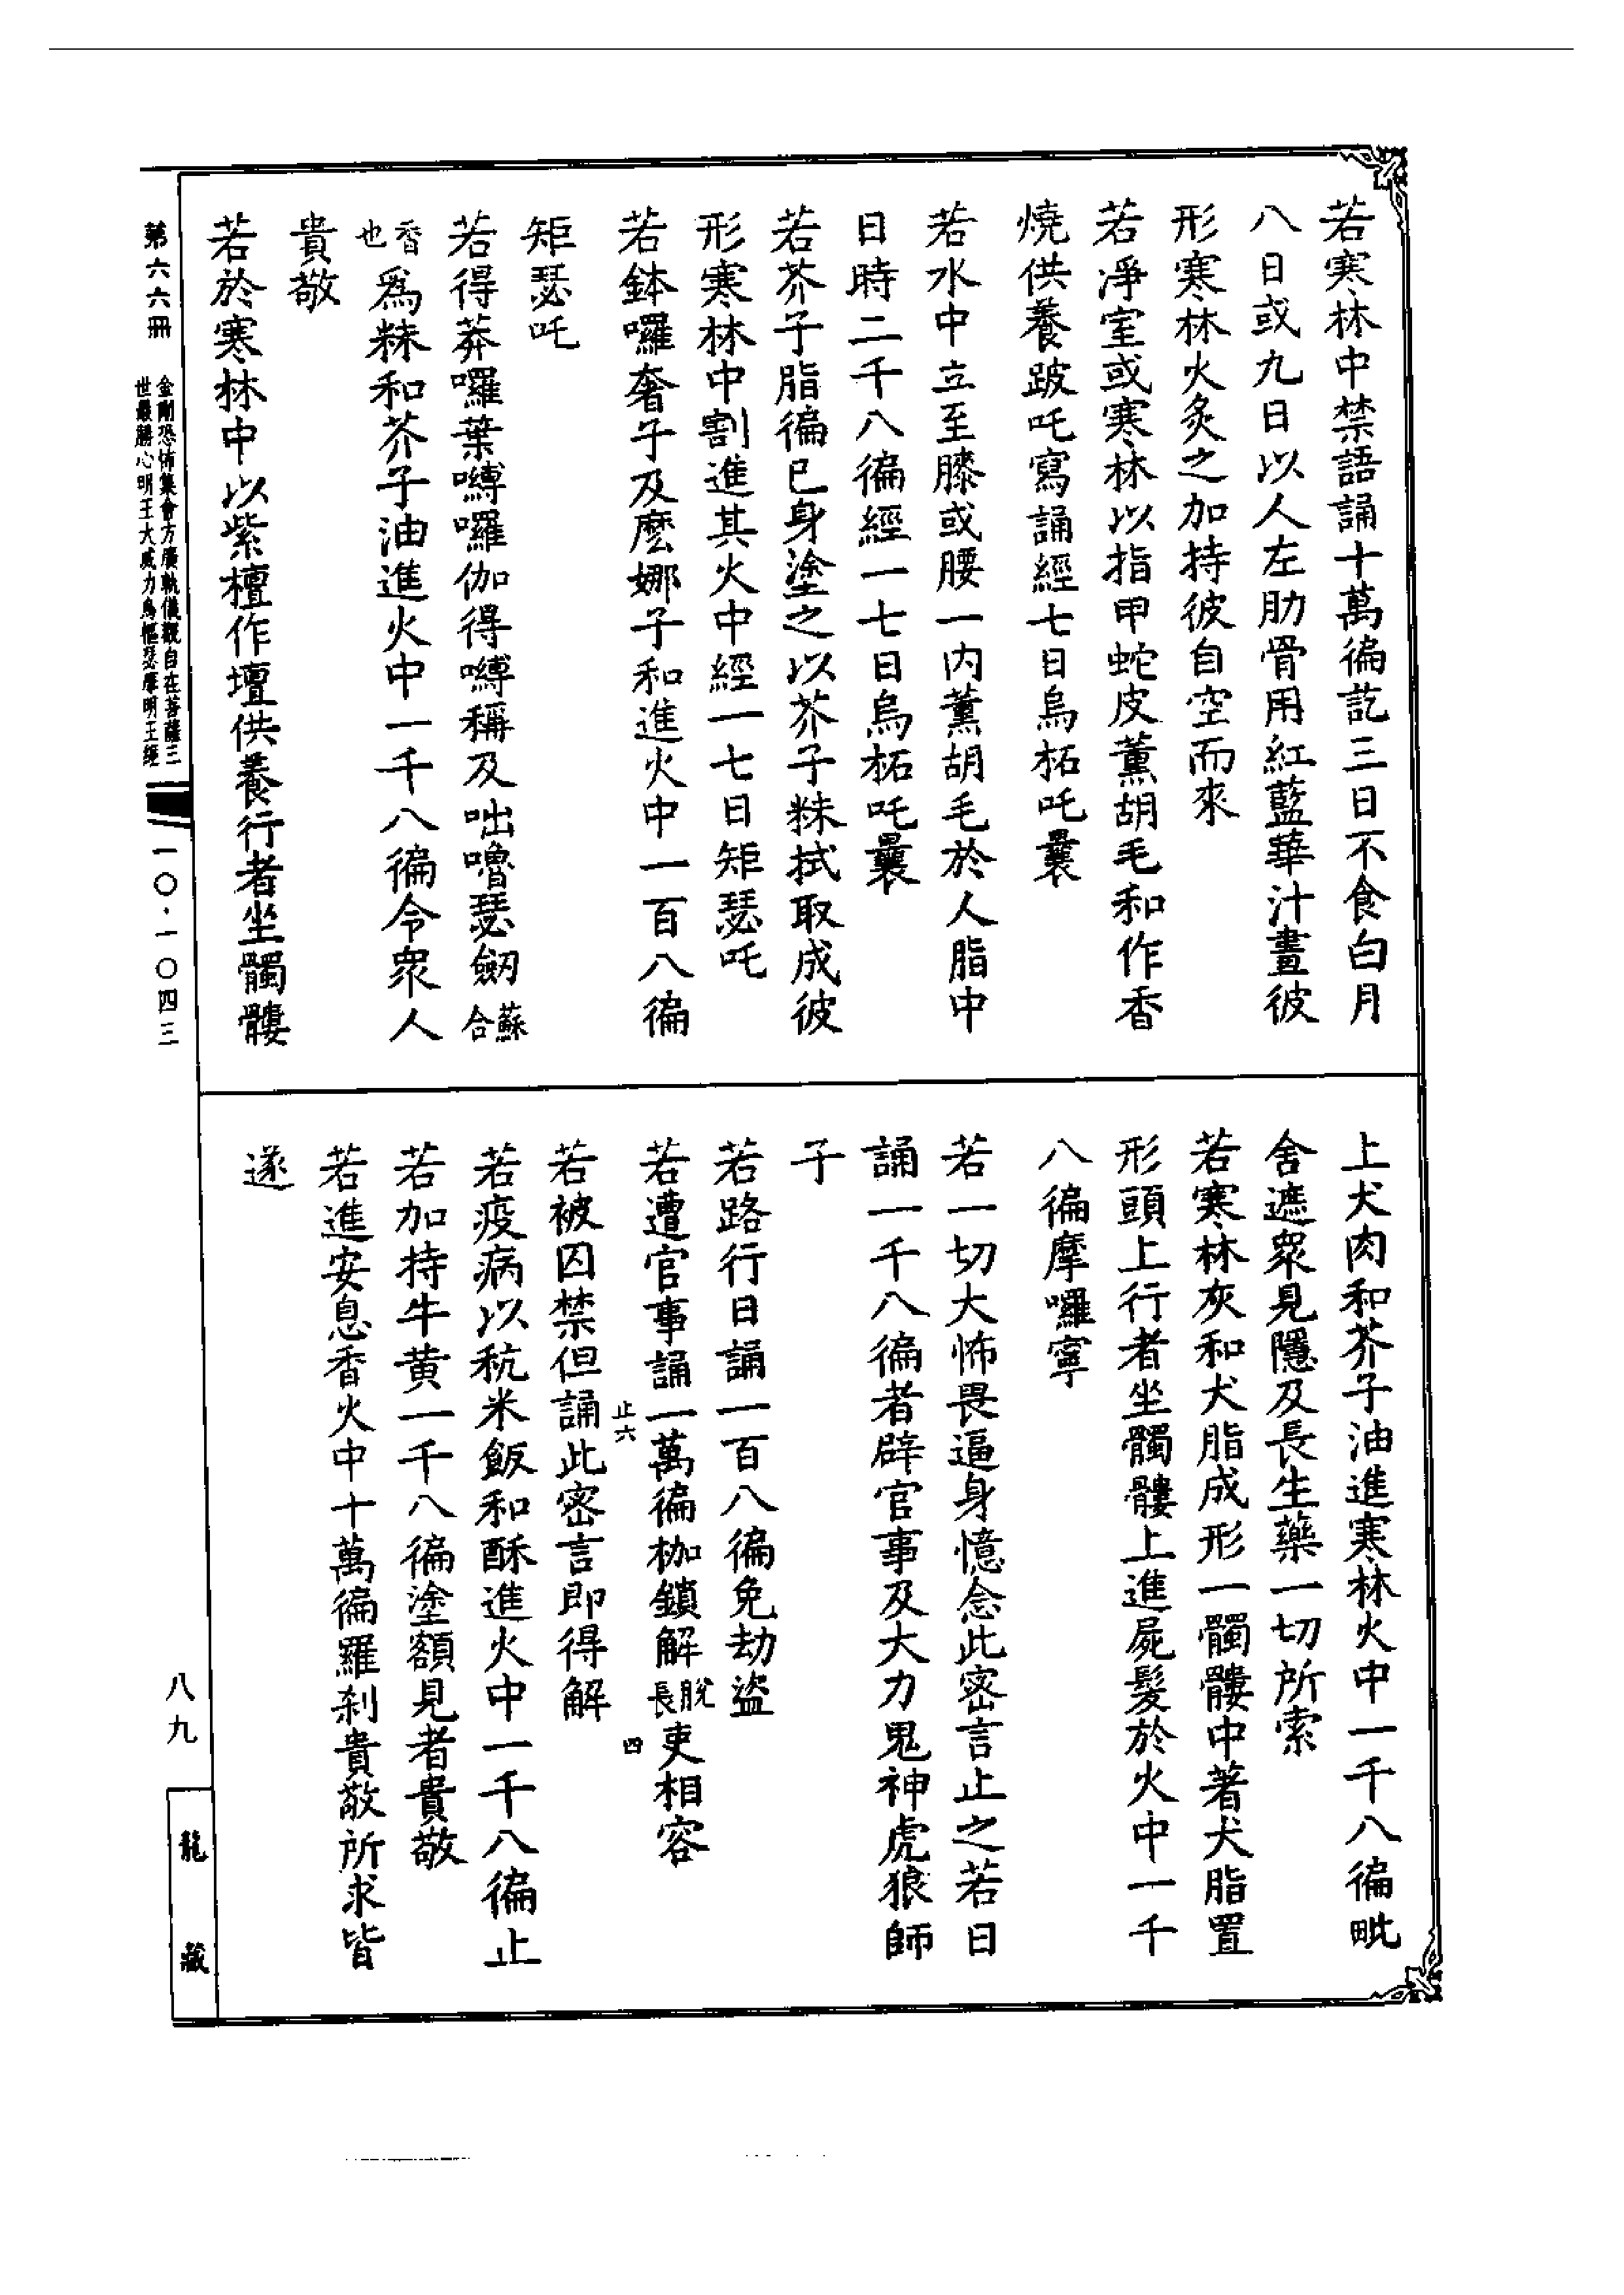 若寒林中禁語誦十萬徧訖三日不食白月
八日或九日以人左肋骨用紅藍華汁畫彼
形寒林火炙之加持彼自空而來
若淨室或寒林以指甲蛇皮薰胡毛和作香
燒供養跛吒寫誦經七日烏柘吒曩
若水中立至膝或腰一內薰胡毛於人脂中
日時二千八徧經一七日烏柘吒曩
若芥子脂徧已身塗之以芥子粖拭取成彼
形寒林中割進其火中經一七日矩瑟吒
若鉢囉奢子及麼娜子和進火中一百八徧
矩瑟吒
若得莽囉葉嚩囉伽得嚩稱及咄嚕瑟劒蘇合
香也為粖和芥子油進火中一千八徧令眾人
貴敬
若於寒林中以紫檀作壇供養行者坐髑髏
上犬肉和芥子油進寒林火中一千八徧毗
舍遮眾見隱及長生藥一切所索
若寒林灰和犬脂成形一髑髏中著犬脂置
形頭上行者坐髑髏上進屍髮於火中一千
八徧摩囉寧
若一切大怖畏逼身憶念此密言止之若日
誦一千八徧者辟官事及大力鬼神虎狼師
子
若路行日誦一百八徧免劫盜
若遭官事誦一萬徧枷鎖解脫長吏相容
止六
四
若被囚禁但誦此密言即得解
若疫病以秔米飯和酥進火中一千八徧止
若加持牛黃一千八徧塗額見者貴敬
若進安息香火中十萬徧羅剎貴敬所求皆
遂
第六六冊
金剛恐怖集會方廣軌儀觀自在菩薩三
世最勝心明王大威力烏樞瑟摩明王經
一〇·一〇四三
八九
龍藏